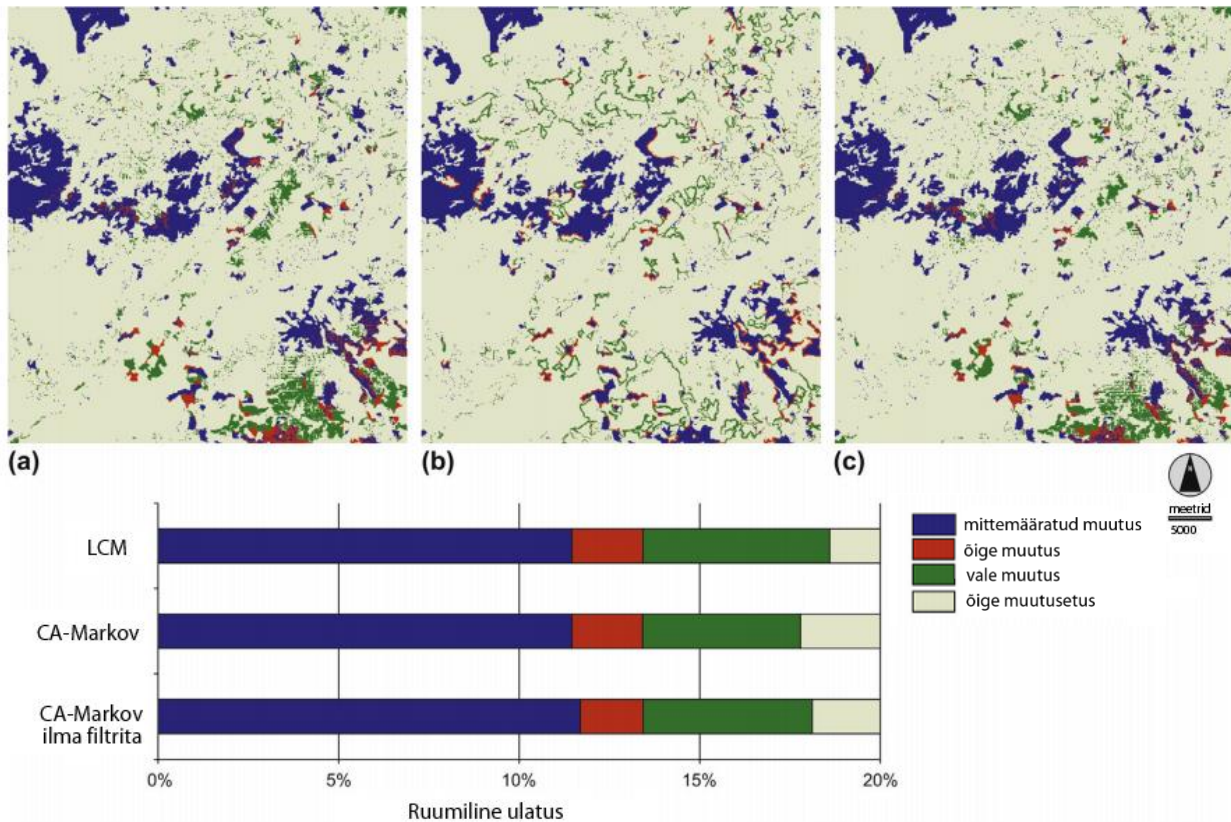 (a)
(b)
(c)
N
meetrid
5000
LCM
CA-Markov
CA-Markov
ilma filtrita
0%
5%
10%
15%
20%
Ruumiline ulatus
mittemääratud muutus
õige muutus
vale muutus
õige muutusetus